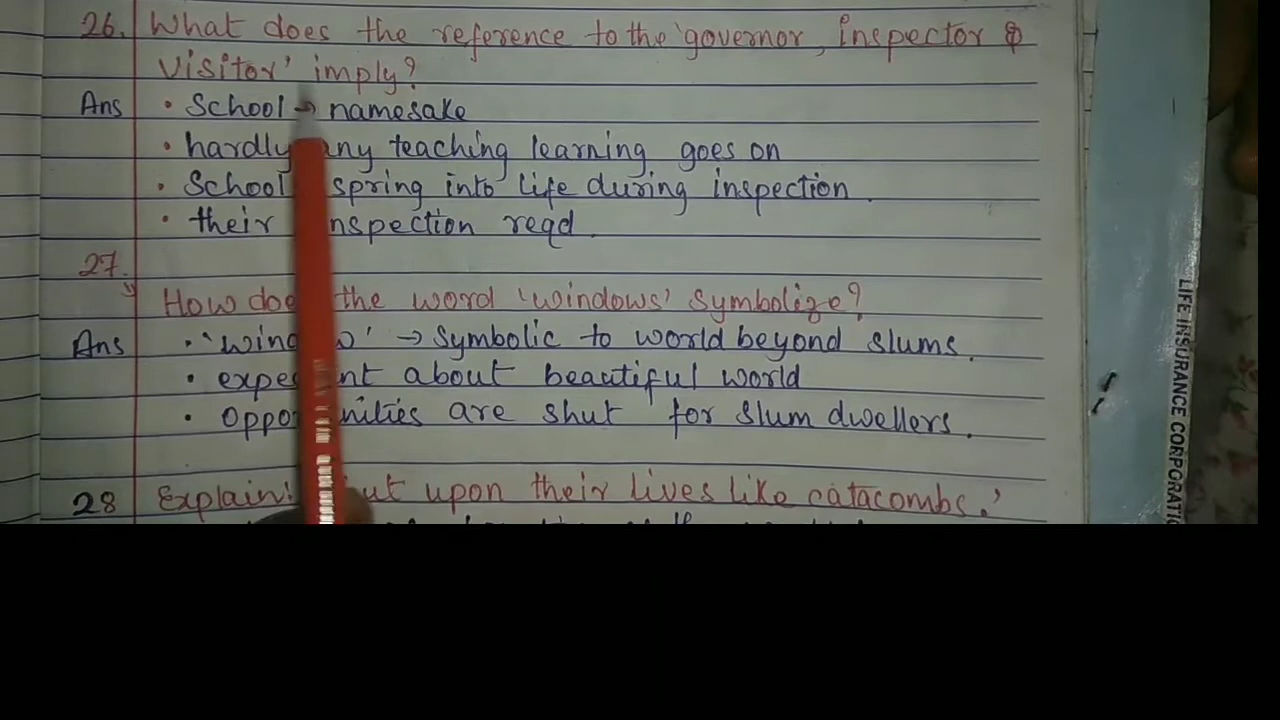 26. What does the reference to the 'governor, inspector &
visitor' imply?
Ans • School → namesake
• hardly any teaching learning goes on
• School spring into life during inspection.
• their inspection reqd.
27.
How does the word 'windows' symbolize?
Ans • 'window' → symbolic to world beyond slums.
• about beautiful world
• Opportunities are shut for slum dwellers.
28 Explain: upon their lives like catacombs.'
LIFE INSURANCE